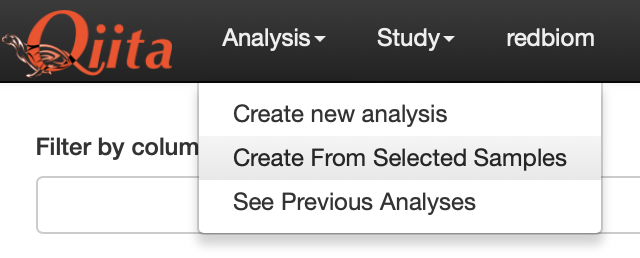 Qiita Analysis Study redbiom
Create new analysis
Filter by colum
Create From Selected Samples
See Previous Analyses